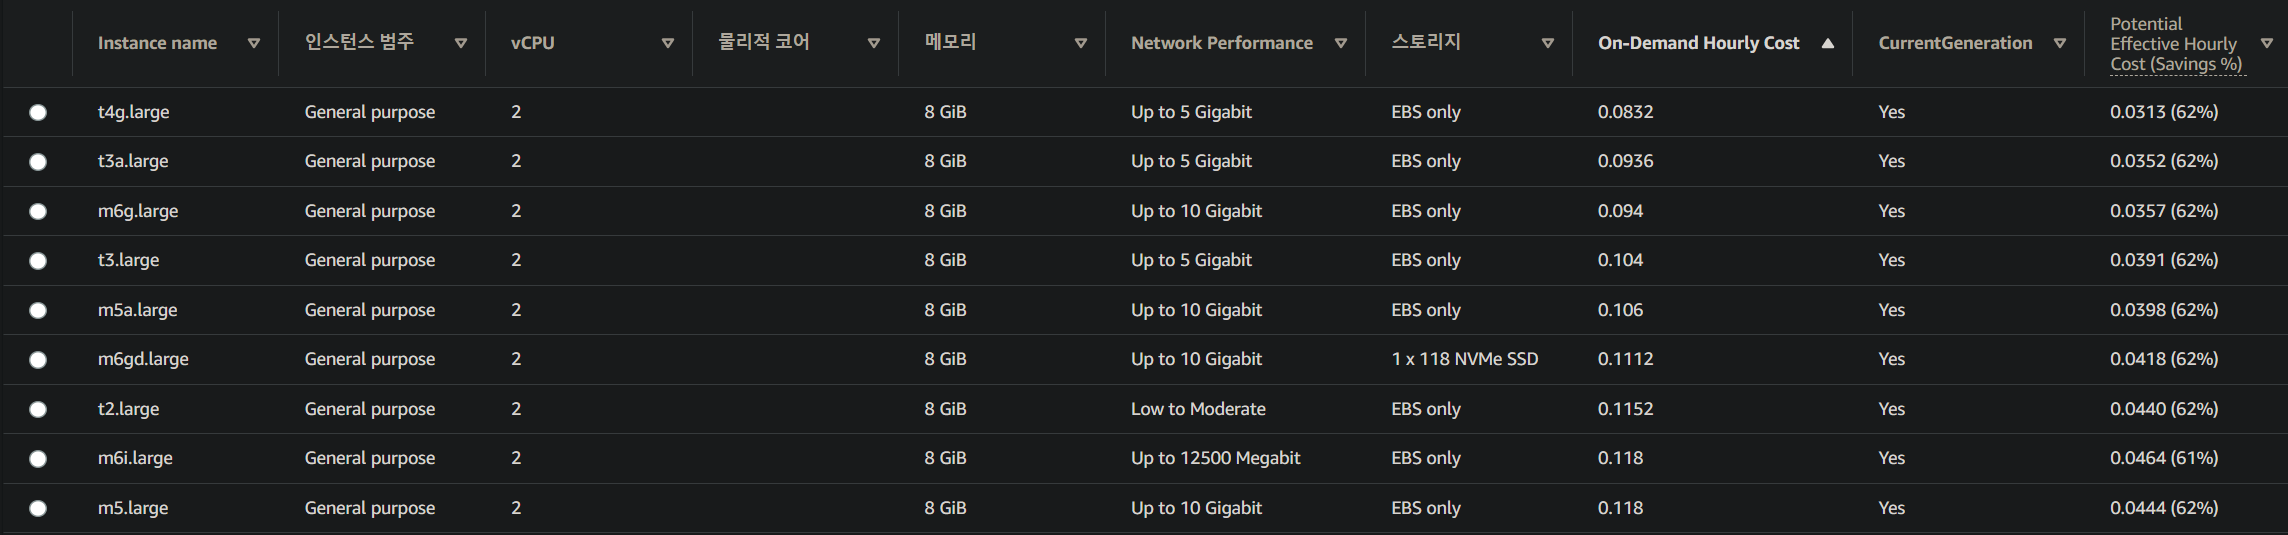 Instance name 인스턴스 범주 vCPU 물리적 코어 메모리 Network Performance 스토리지 On-Demand Hourly Cost CurrentGeneration Potential
Effective Hourly
Cost (Savings %)
t4g.large General purpose 2 8 GiB Up to 5 Gigabit EBS only 0.0832 Yes 0.0313 (62%)
t3a.large General purpose 2 8 GiB Up to 5 Gigabit EBS only 0.0936 Yes 0.0352 (62%)
m6g.large General purpose 2 8 GiB Up to 10 Gigabit EBS only 0.094 Yes 0.0357 (62%)
t3.large General purpose 2 8 GiB Up to 5 Gigabit EBS only 0.104 Yes 0.0391 (62%)
m5a.large General purpose 2 8 GiB Up to 10 Gigabit EBS only 0.106 Yes 0.0398 (62%)
m6gd.large General purpose 2 8 GiB Up to 10 Gigabit 1 x 118 NVMe SSD 0.1112 Yes 0.0418 (62%)
t2.large General purpose 2 8 GiB Low to Moderate EBS only 0.1152 Yes 0.0440 (62%)
m6i.large General purpose 2 8 GiB Up to 12500 Megabit EBS only 0.118 Yes 0.0464 (61%)
m5.large General purpose 2 8 GiB Up to 10 Gigabit EBS only 0.118 Yes 0.0444 (62%)